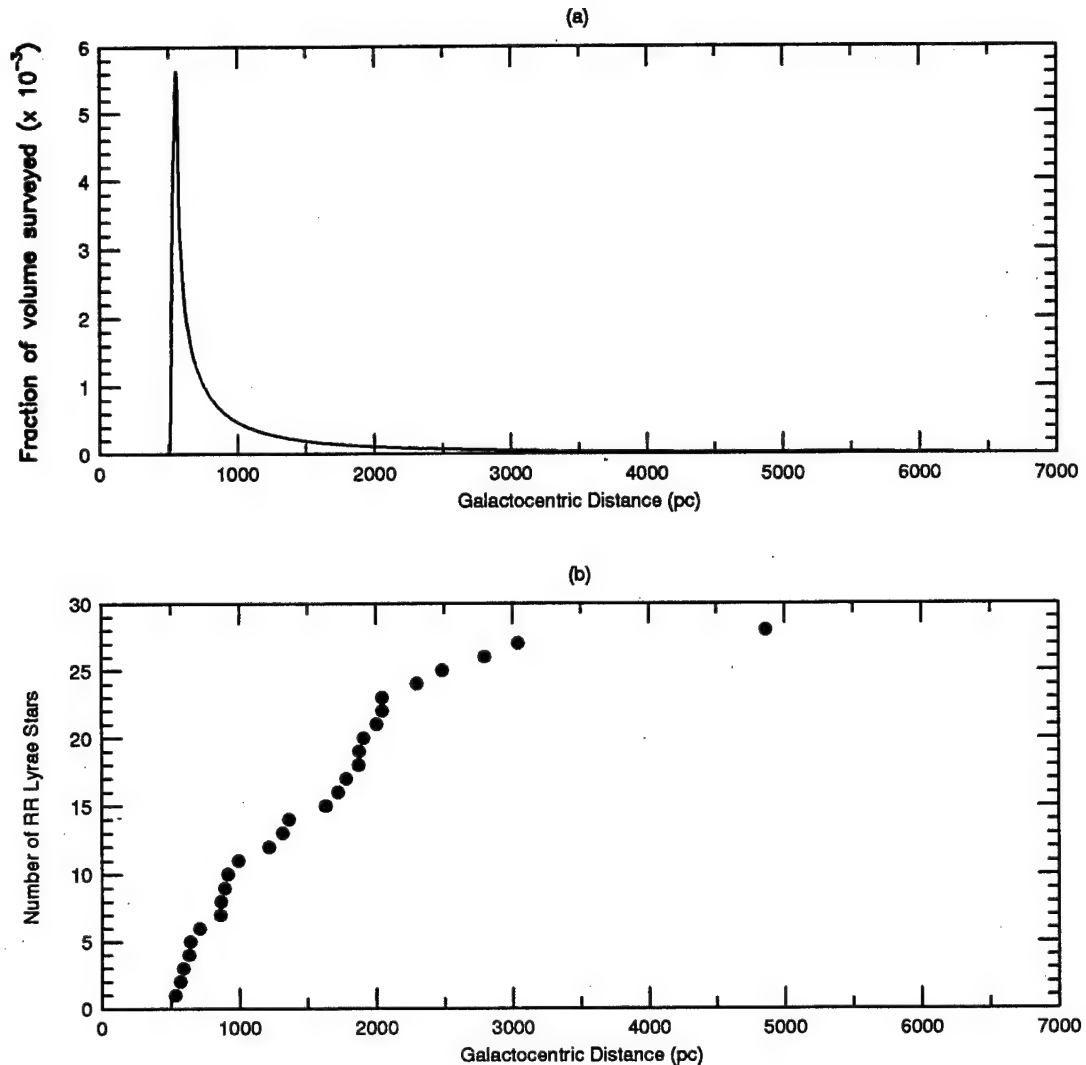 (a)
Fraction of volume surveyed (x 10⁻³)
6
5
4
3
2
1
0
0 1000 2000 3000 4000 5000 6000 7000
Galactocentric Distance (pc)
(b)
Number of RR Lyrae Stars
30
25
20
15
10
5
0
0 1000 2000 3000 4000 5000 6000 7000
Galactocentric Distance (pc)